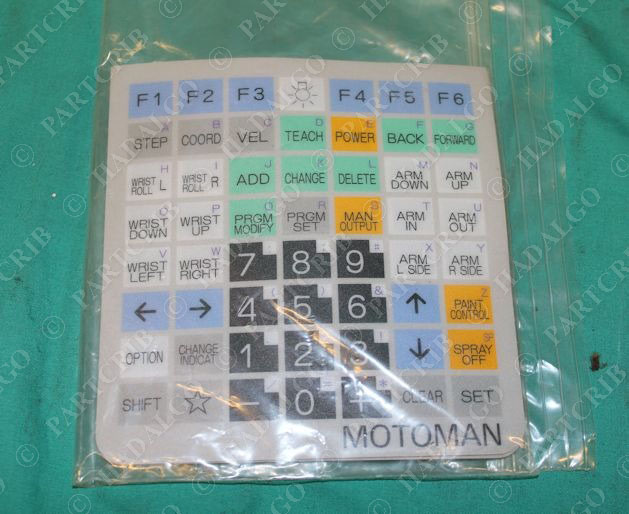 F1 F2 F3 F4 F5 F6
A B C D E F G
STEP COORD VEL TEACH POWER BACK FORWARD
H I J K L M N
WRIST ROLL L WRIST ROLL R ADD CHANGE DELETE ARM DOWN ARM UP
O P Q R S T U
WRIST DOWN WRIST UP PRGM MODIFY PRGM SET MAN OUTPUT ARM IN ARM OUT
V W : # X Y
WRIST LEFT WRIST RIGHT 7 8 9 ARM L SIDE ARM R SIDE
( ) & Z
← → 4 5 6 ↑ PAINT CONTROL
! SP
OPTION CHANGE INDICAT 1 2 3 ↓ SPRAY OFF
/ = *
SHIFT ☆ — 0 + CLEAR SET
MOTOMAN
© HADALGO
PARTCRIB